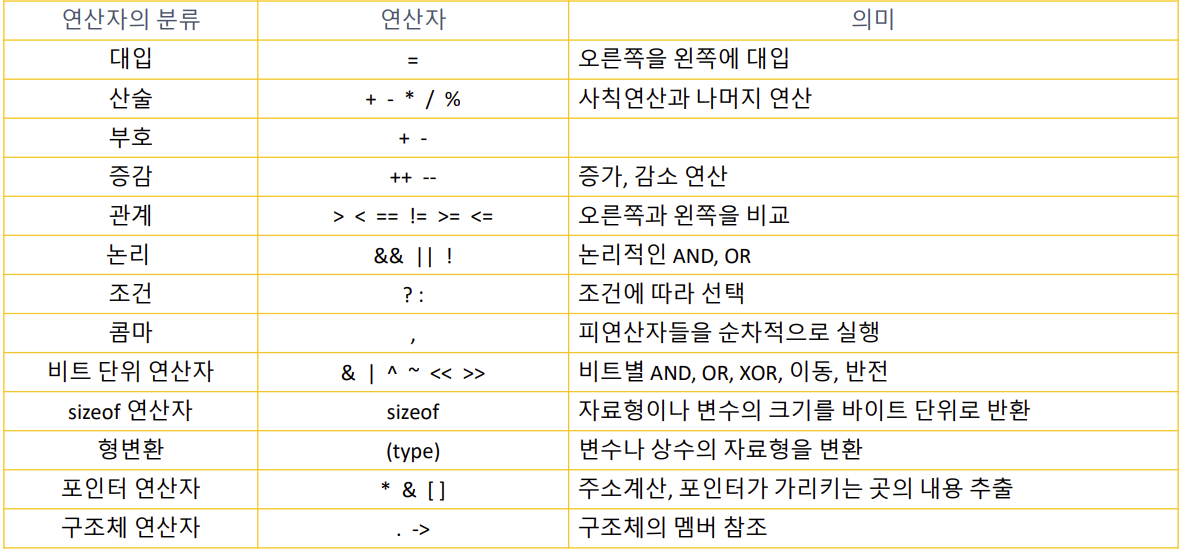 연산자의 분류 연산자 의미
대입 = 오른쪽을 왼쪽에 대입
산술 + - * / % 사칙연산과 나머지 연산
부호 + -
증감 ++ -- 증가, 감소 연산
관계 > < == != >= <= 오른쪽과 왼쪽을 비교
논리 && || ! 논리적인 AND, OR
조건 ? : 조건에 따라 선택
콤마 , 피연산자들을 순차적으로 실행
비트 단위 연산자 & | ^ ~ << >> 비트별 AND, OR, XOR, 이동, 반전
sizeof 연산자 sizeof 자료형이나 변수의 크기를 바이트 단위로 반환
형변환 (type) 변수나 상수의 자료형을 변환
포인터 연산자 * & [ ] 주소계산, 포인터가 가리키는 곳의 내용 추출
구조체 연산자 . -> 구조체의 멤버 참조